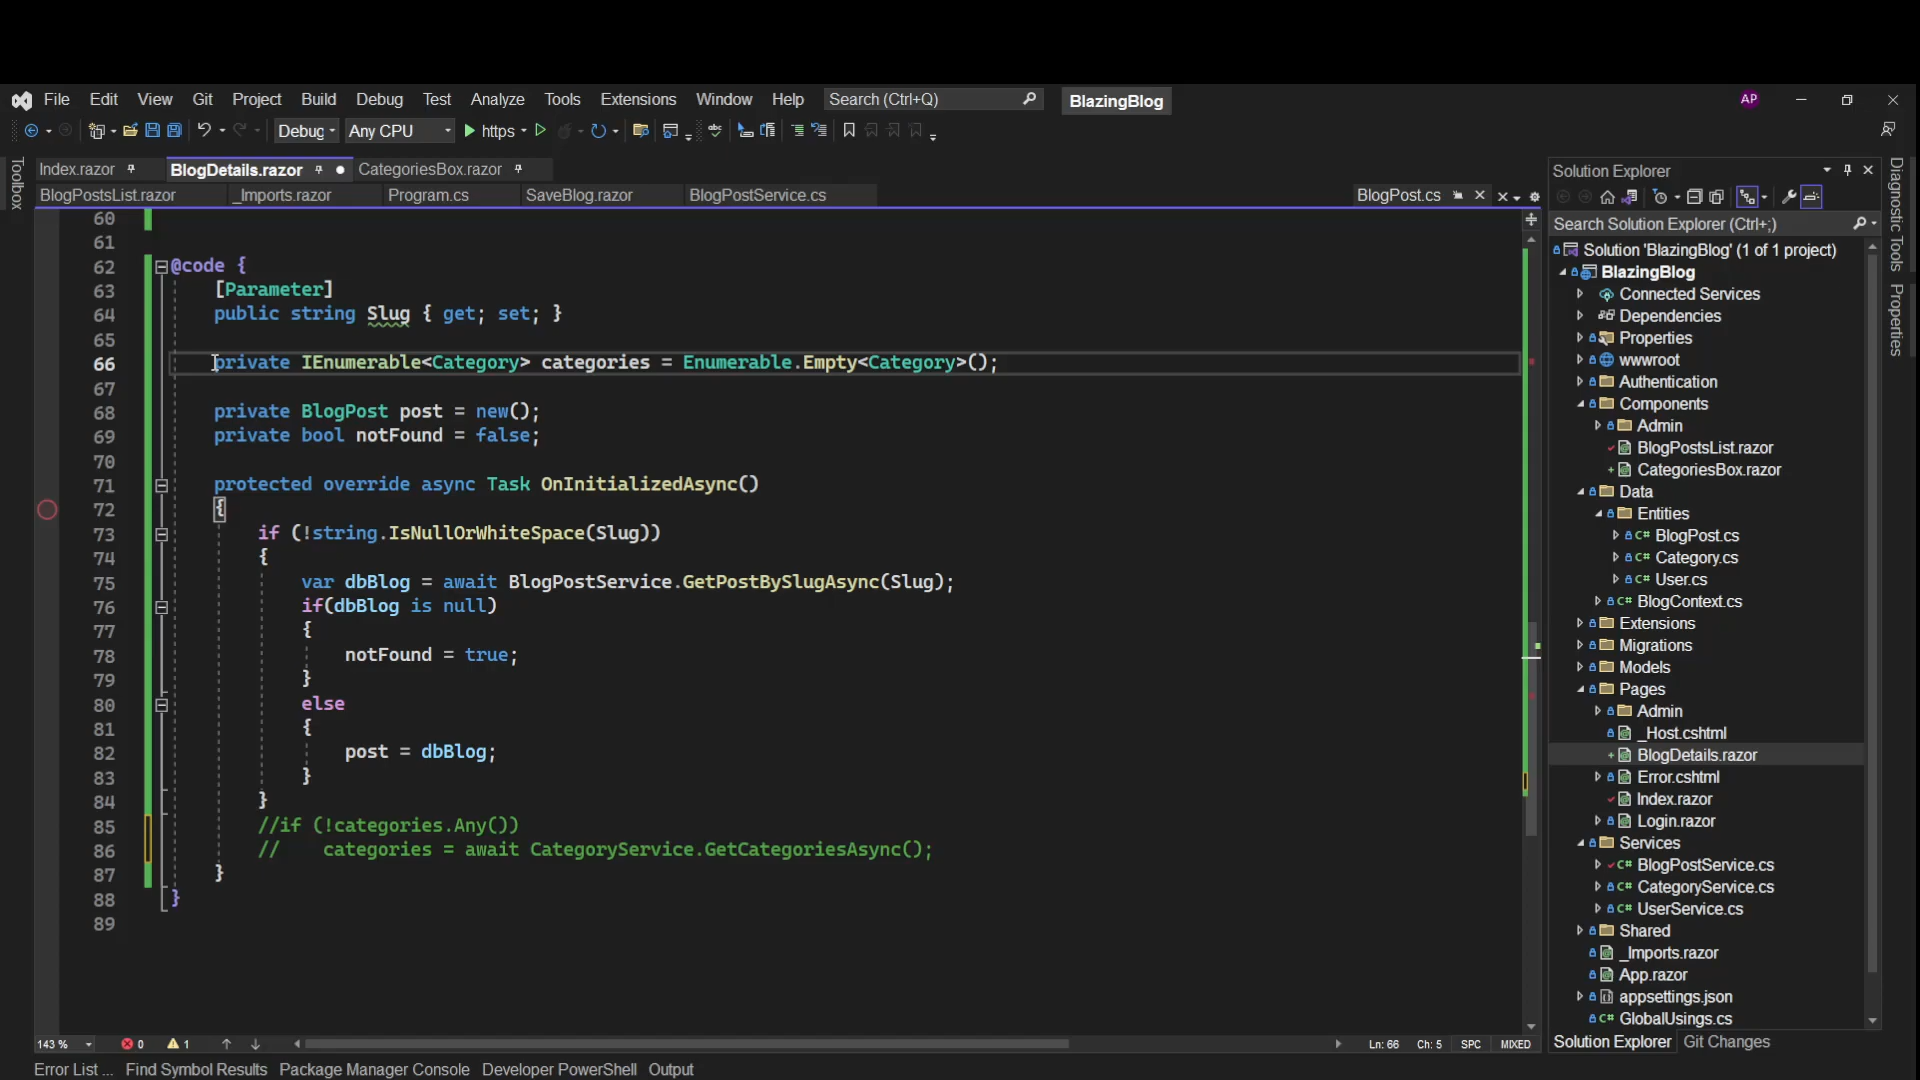 File Edit View Git Project Build Debug Test Analyze Tools Extensions Window Help Search (Ctrl+Q) BlazingBlog AP
Debug Any CPU https
Toolbox
Index.razor BlogDetails.razor CategoriesBox.razor
BlogPostsList.razor _Imports.razor Program.cs SaveBlog.razor BlogPostService.cs BlogPost.cs
60
61
62 @code {
63 [Parameter]
64 public string Slug { get; set; }
65
66 private IEnumerable<Category> categories = Enumerable.Empty<Category>();
67
68 private BlogPost post = new();
69 private bool notFound = false;
70
71 protected override async Task OnInitializedAsync()
72 {
73 if (!string.IsNullOrWhiteSpace(Slug))
74 {
75 var dbBlog = await BlogPostService.GetPostBySlugAsync(Slug);
76 if(dbBlog is null)
77 {
78 notFound = true;
79 }
80 else
81 {
82 post = dbBlog;
83 }
84 }
85 //if (!categories.Any())
86 // categories = await CategoryService.GetCategoriesAsync();
87 }
88 }
89
143 % 0 1 Ln: 66 Ch: 5 SPC MIXED
Error List ... Find Symbol Results Package Manager Console Developer PowerShell Output
Solution Explorer
Search Solution Explorer (Ctrl+;)
Solution 'BlazingBlog' (1 of 1 project)
BlazingBlog
Connected Services
Dependencies
Properties
wwwroot
Authentication
Components
Admin
BlogPostsList.razor
CategoriesBox.razor
Data
Entities
C# BlogPost.cs
C# Category.cs
C# User.cs
C# BlogContext.cs
Extensions
Migrations
Models
Pages
Admin
_Host.cshtml
BlogDetails.razor
Error.cshtml
Index.razor
Login.razor
Services
C# BlogPostService.cs
C# CategoryService.cs
C# UserService.cs
Shared
_Imports.razor
App.razor
appsettings.json
C# GlobalUsings.cs
Solution Explorer Git Changes
Diagnostic Tools
Properties